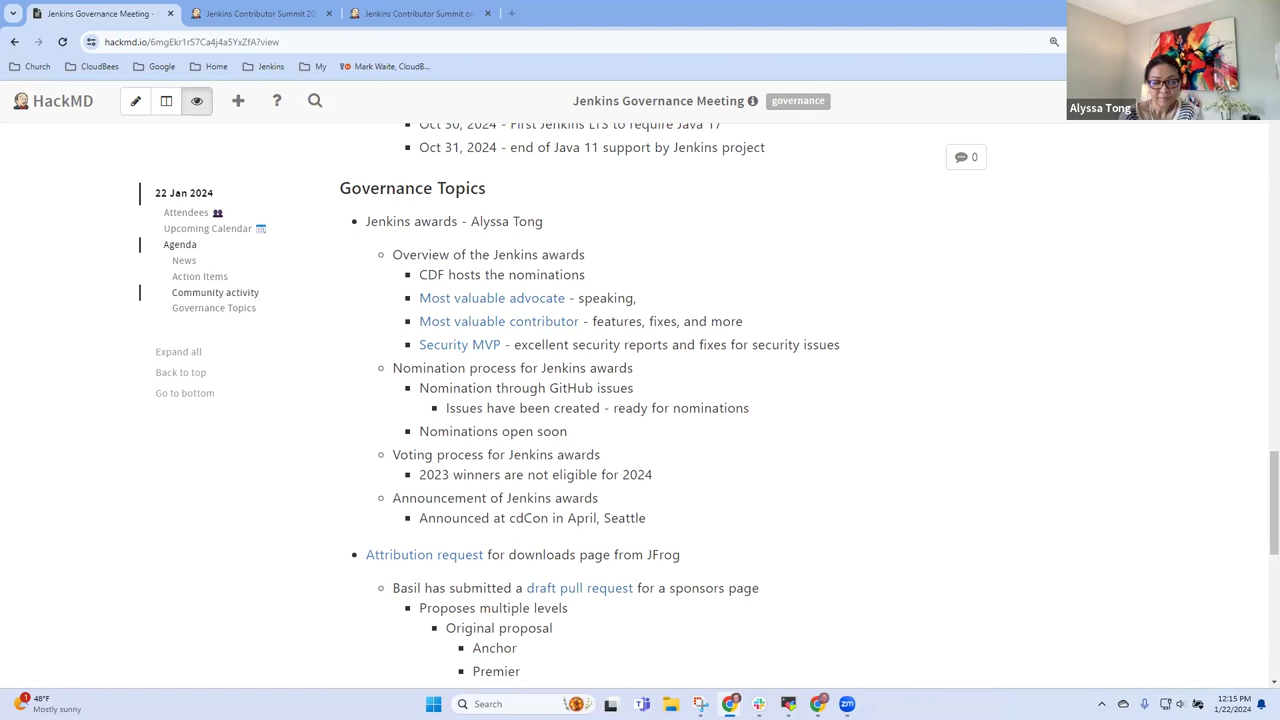 Jenkins Governance Meeting -
Jenkins Contributor Summit 20
Jenkins Contributor Summit on
hackmd.io/6mgEkr1rS7Ca4j4a5YxZfA?view
Church
CloudBees
Google
Home
Jenkins
My
Mark Waite, CloudB...
HackMD
Jenkins Governance Meeting
governance
Alyssa Tong
0
22 Jan 2024
Attendees
Upcoming Calendar
Agenda
News
Action Items
Community activity
Governance Topics
Expand all
Back to top
Go to bottom
Oct 30, 2024 - First Jenkins LTS to require Java 17
Oct 31, 2024 - end of Java 11 support by Jenkins project
Governance Topics
Jenkins awards - Alyssa Tong
Overview of the Jenkins awards
CDF hosts the nominations
Most valuable advocate - speaking,
Most valuable contributor - features, fixes, and more
Security MVP - excellent security reports and fixes for security issues
Nomination process for Jenkins awards
Nomination through GitHub issues
Issues have been created - ready for nominations
Nominations open soon
Voting process for Jenkins awards
2023 winners are not eligible for 2024
Announcement of Jenkins awards
Announced at cdCon in April, Seattle
Attribution request for downloads page from JFrog
Basil has submitted a draft pull request for a sponsors page
Proposes multiple levels
Original proposal
Anchor
Premier
1
48°F
Mostly sunny
Search
zm
12:15 PM
1/22/2024